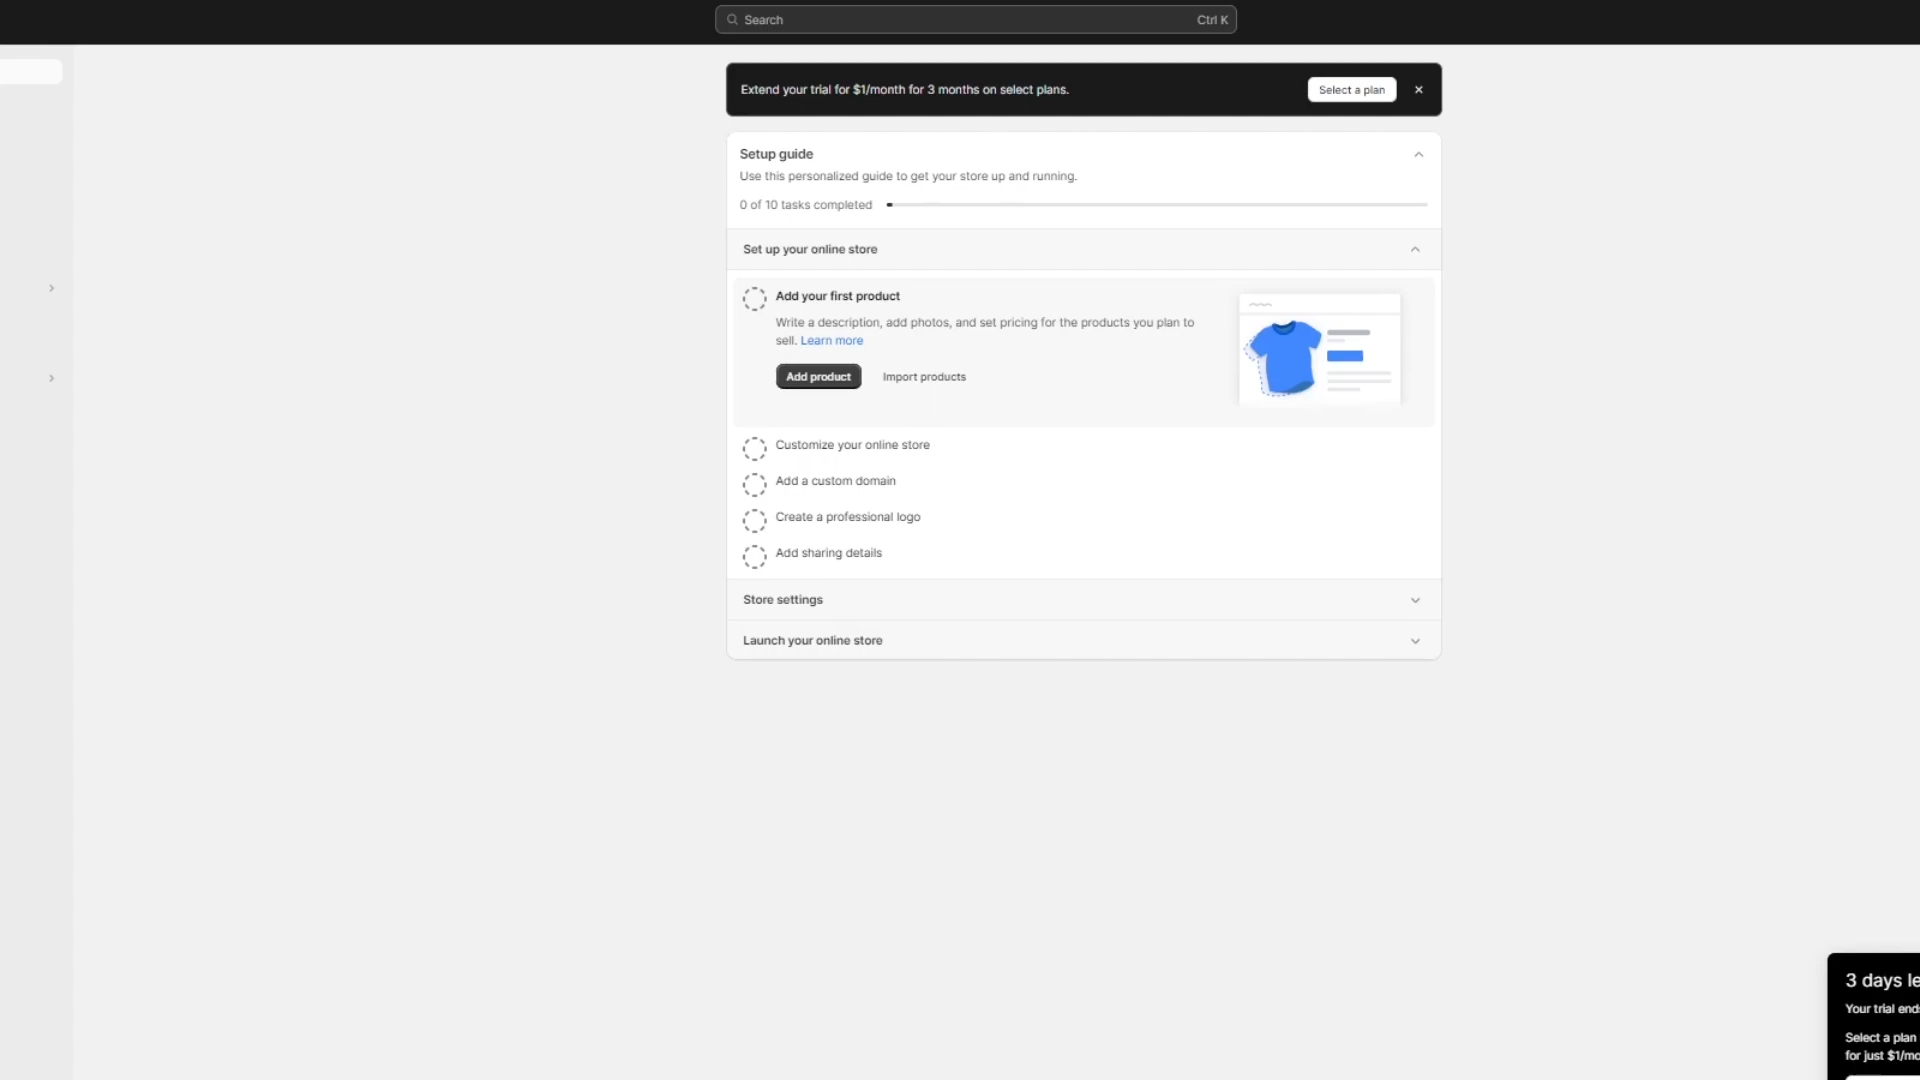 Search
Ctrl K
Extend your trial for $1/month for 3 months on select plans.
Select a plan
Setup guide
Use this personalized guide to get your store up and running.
0 of 10 tasks completed
Set up your online store
Add your first product
Write a description, add photos, and set pricing for the products you plan to
sell. Learn more
Add product
Import products
Customize your online store
Add a custom domain
Create a professional logo
Add sharing details
Store settings
Launch your online store
3 days le
Your trial ends
Select a plan
for just $1/mo